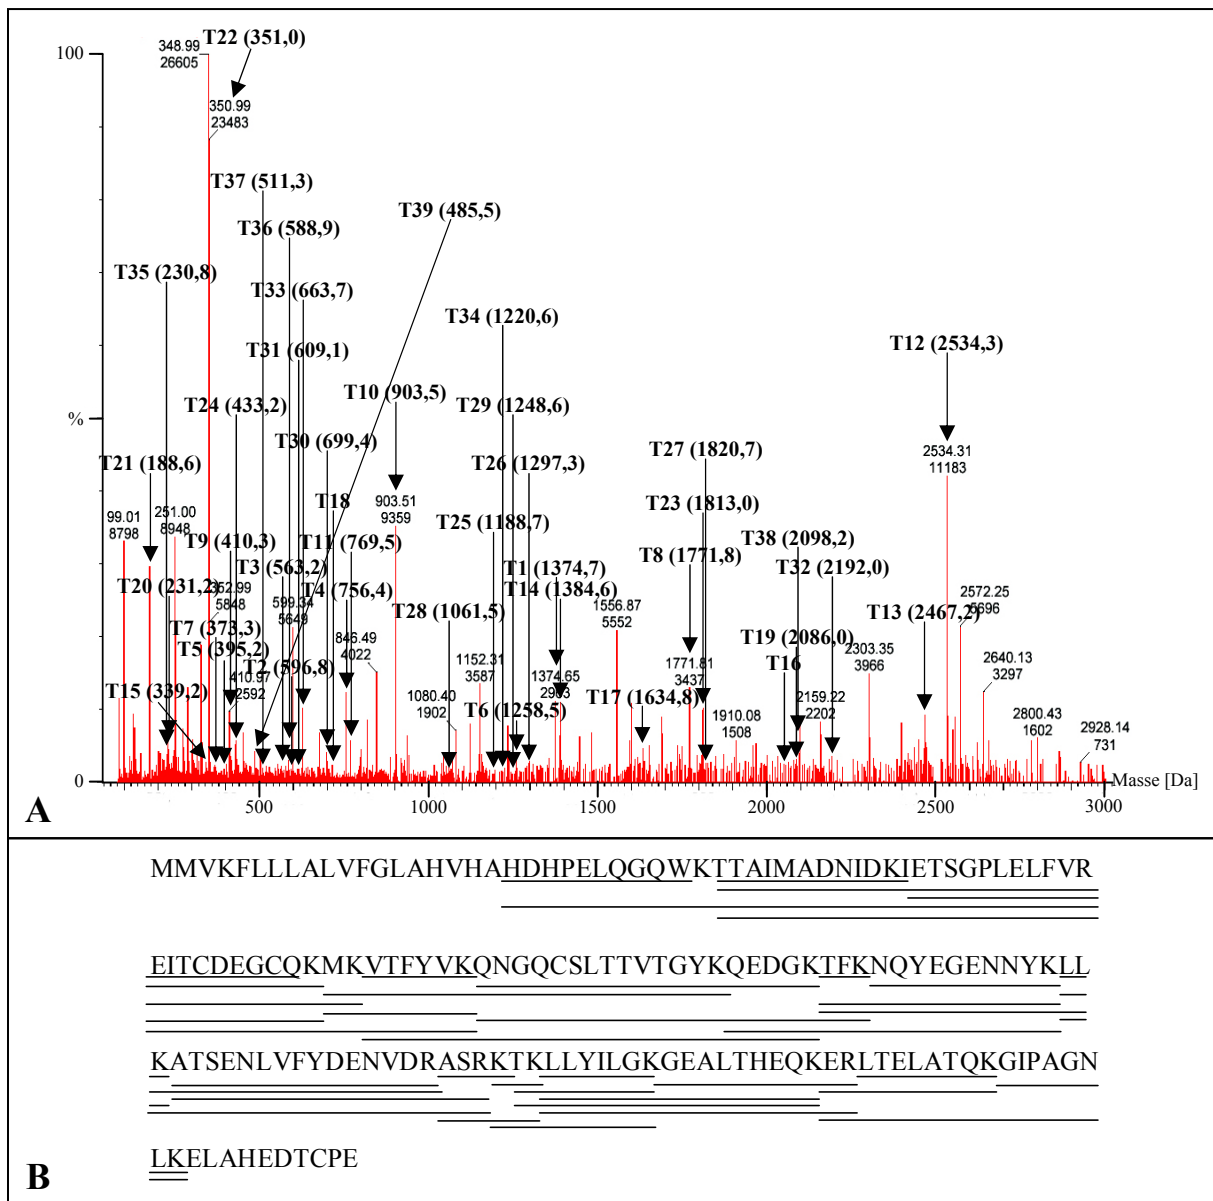 T22 (351,0)
348.99
26605
100
350.99
23483
T37 (511,3)
T39 (485,5)
T36 (588,9)
T35 (230,8)
T33 (663,7)
T34 (1220,6)
T31 (609,1)
T12 (2534,3)
T10 (903,5)
T24 (433,2)
T29 (1248,6)
%
T30 (699,4)
T27 (1820,7)
2534.31
11183
T21 (188,6)
T26 (1297,3)
T18
903.51
9359
T23 (1813,0)
99.01
8798
251.00
8948
T25 (1188,7)
T9 (410,3)
T11 (769,5)
T38 (2098,2)
T8 (1771,8)
T3 (563,2)
T1 (1374,7)
T32 (2192,0)
T20 (231,2)
352.99
5848
599.34
5649
T4 (756,4)
T14 (1384,6)
1556.87
5552
2572.25
5696
T28 (1061,5)
T13 (2467,2)
T7 (373,3)
T19 (2086,0)
T5 (395,2)
846.49
4022
2303.35
3966
T2 (596,8)
1152.31
3587
1374.65
2903
1771.81
3437
T16
2640.13
3297
410.97
2592
T15 (339,2)
1080.40
1902
T6 (1258,5)
T17 (1634,8)
1910.08
1508
2159.22
2202
2800.43
1602
2928.14
731
0
Masse [Da]
500
1000
1500
2000
2500
3000
A
MMVKFLLLALVFGLAHVHAHDHPELQGQWKTTAIMADNIDKIETSGPLELFVR
EITCDEGCQKMKVTFYVKQNGQCSLTTVTGYKQEDGKTFKNQYEGENNYKLL
KATSENLVFYDENVDRASRKTKLLYILGKGEALTHEQKERLTELATQKGIPAGN
LKELAHEDTCPE
B